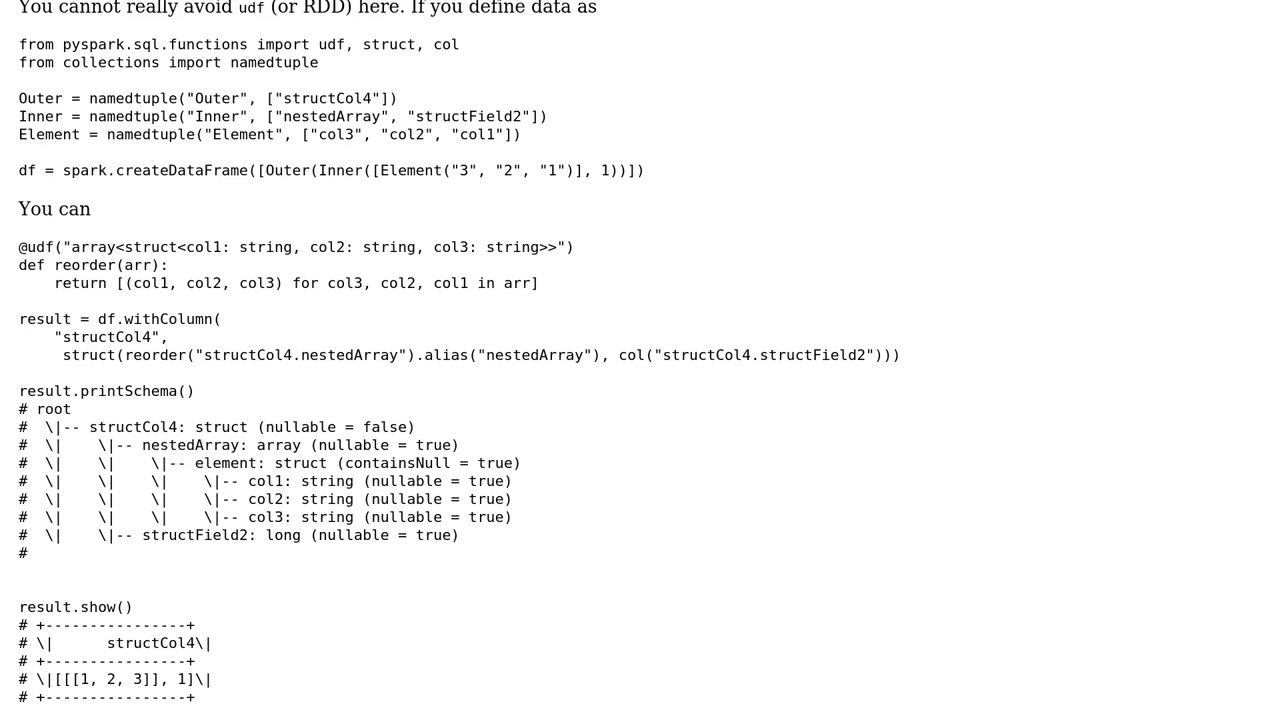 You cannot really avoid udf (or RDD) here. If you define data as
from pyspark.sql.functions import udf, struct, col
from collections import namedtuple
Outer = namedtuple("Outer", ["structCol4"])
Inner = namedtuple("Inner", ["nestedArray", "structField2"])
Element = namedtuple("Element", ["col3", "col2", "col1"])
df = spark.createDataFrame([Outer(Inner([Element("3", "2", "1")], 1))])
You can
@udf("array<struct<col1: string, col2: string, col3: string>>")
def reorder(arr):
    return [(col1, col2, col3) for col3, col2, col1 in arr]
result = df.withColumn(
    "structCol4",
     struct(reorder("structCol4.nestedArray").alias("nestedArray"), col("structCol4.structField2")))
result.printSchema()
# root
#  \|-- structCol4: struct (nullable = false)
#  \|    \|-- nestedArray: array (nullable = true)
#  \|    \|    \|-- element: struct (containsNull = true)
#  \|    \|    \|    \|-- col1: string (nullable = true)
#  \|    \|    \|    \|-- col2: string (nullable = true)
#  \|    \|    \|    \|-- col3: string (nullable = true)
#  \|    \|-- structField2: long (nullable = true)
#
result.show()
# +----------------+
# \|      structCol4\|
# +----------------+
# \|[[[1, 2, 3]], 1]\|
# +----------------+